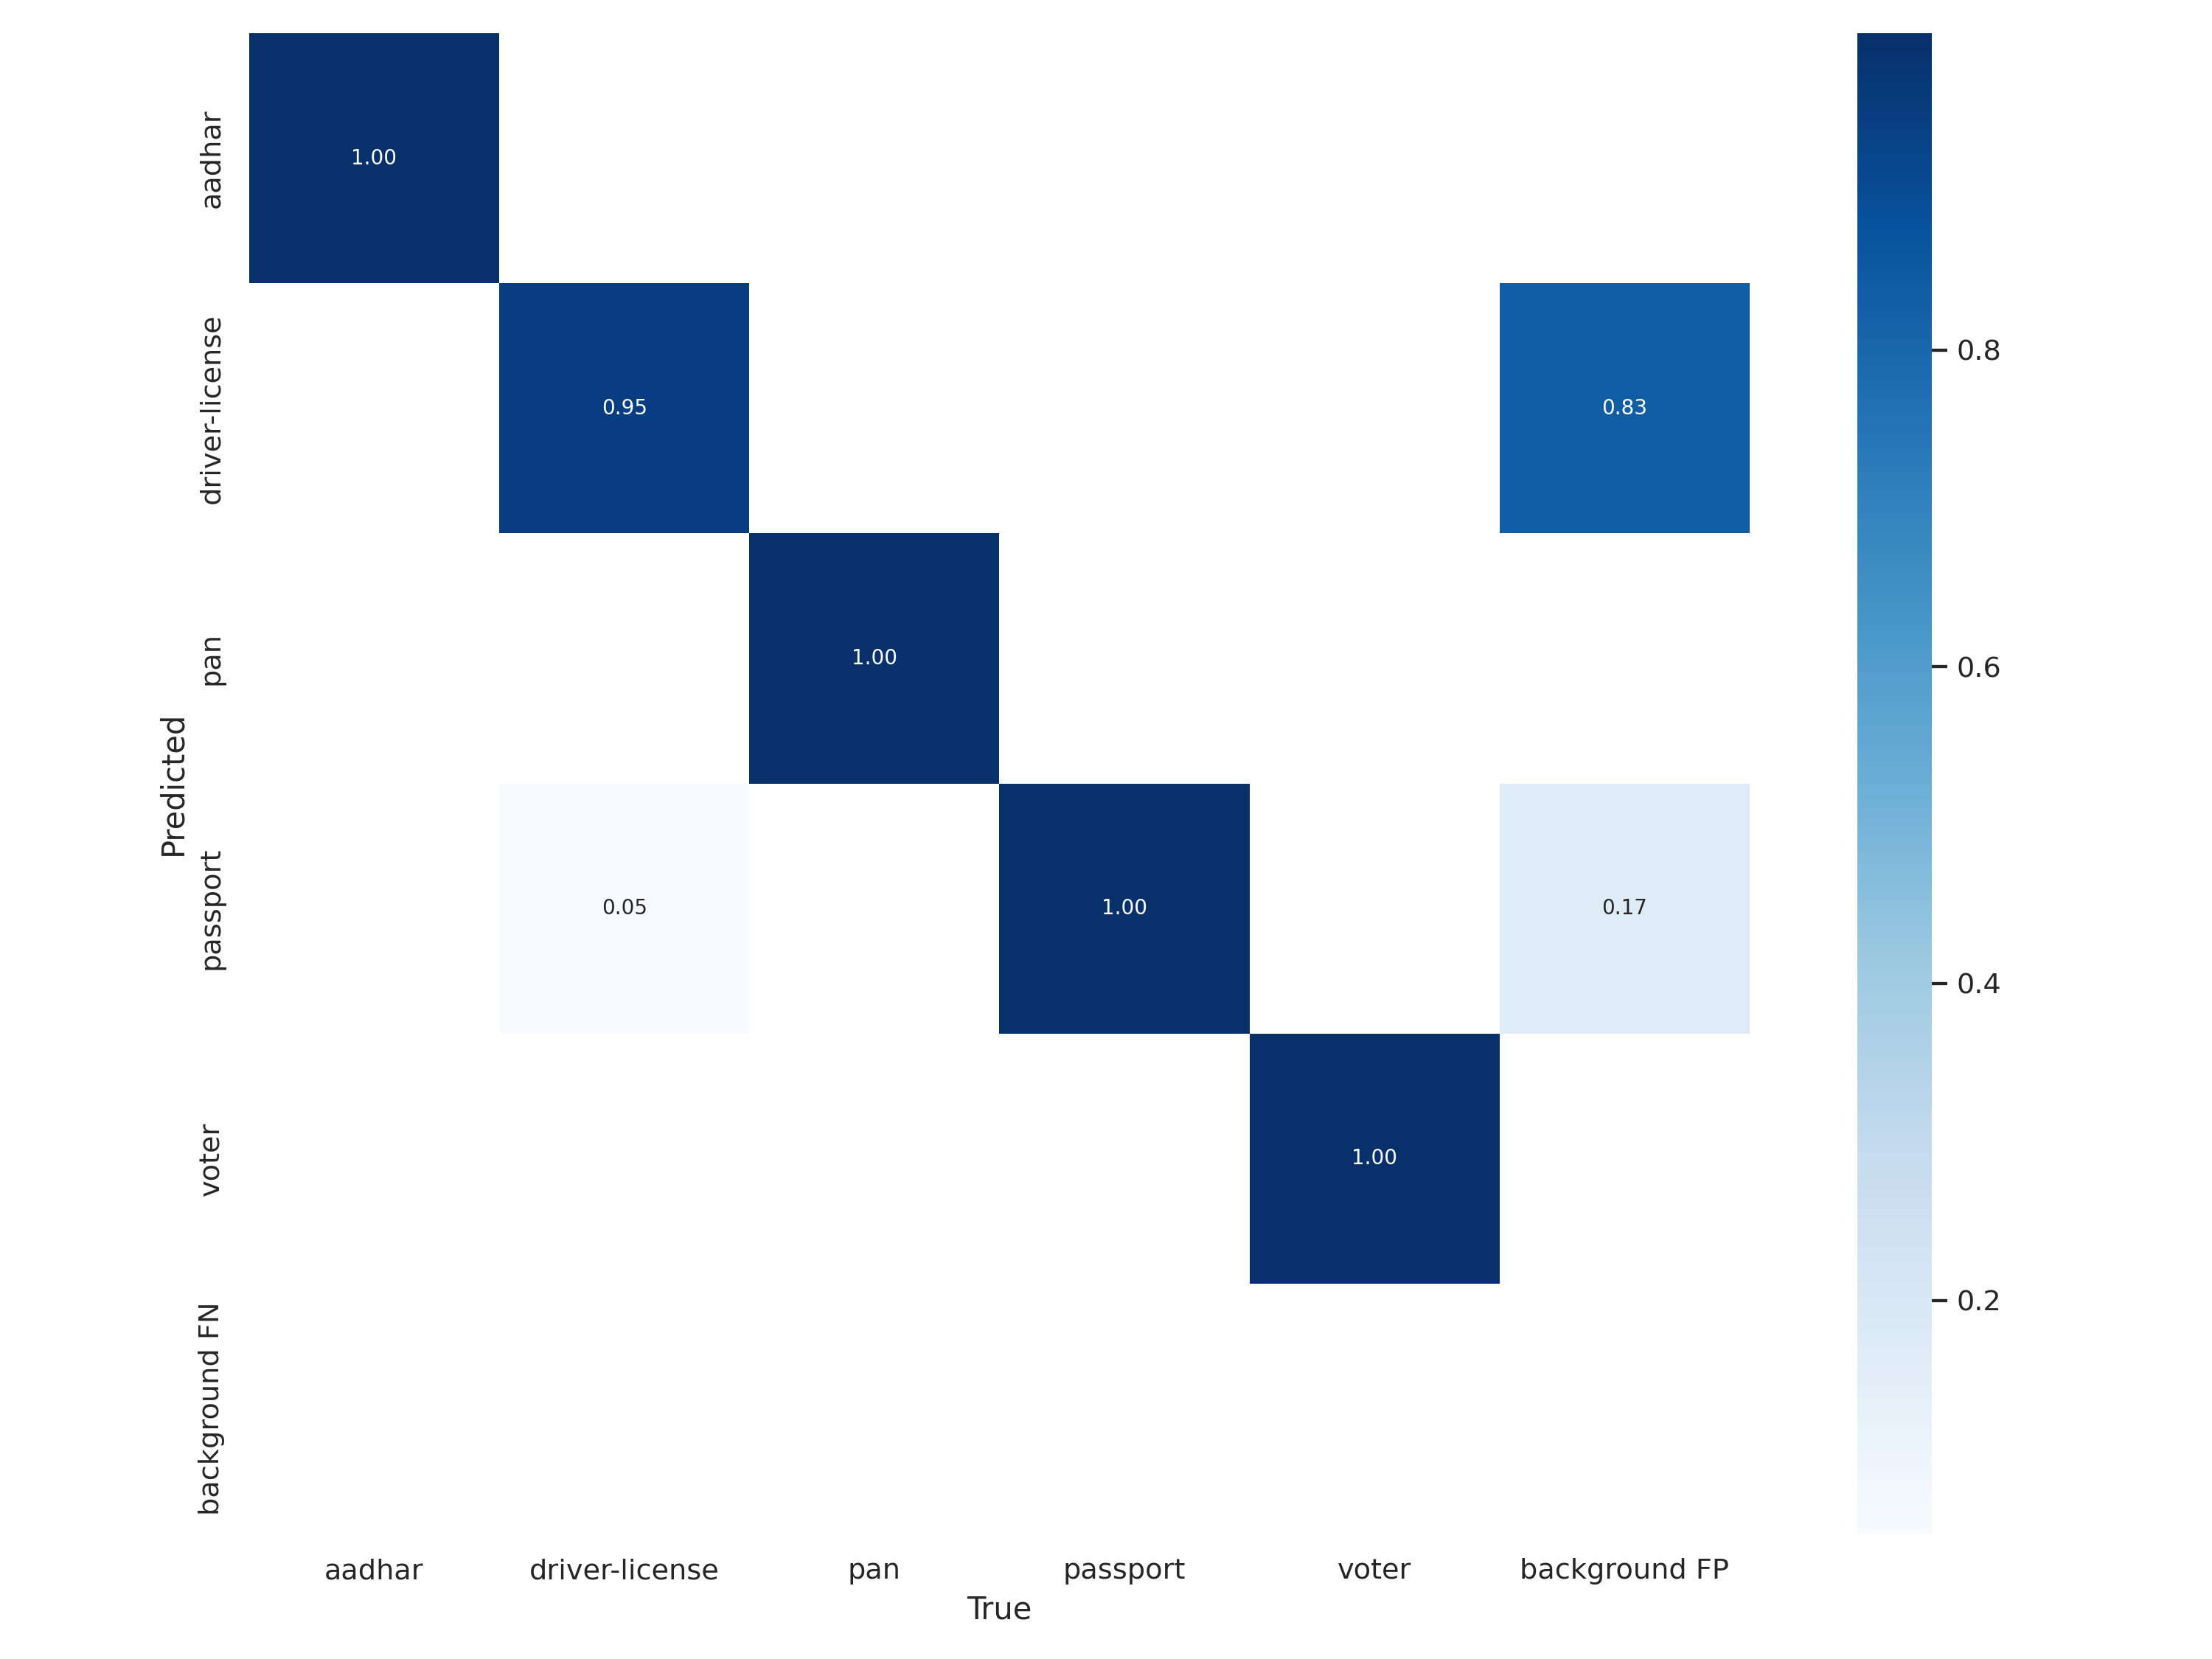 aadhar
1.00
driver-license
0.95
0.83
0.8
pan
1.00
0.6
Predicted
passport
0.05
1.00
0.17
0.4
voter
1.00
0.2
background FN
aadhar driver-license pan passport voter background FP
True